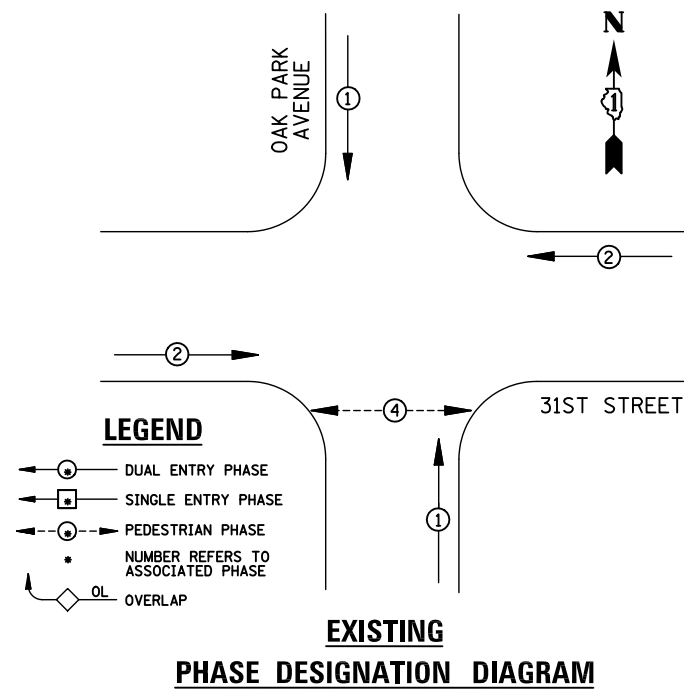 OAK PARK
AVENUE
N
1
1
2
2
4
31ST STREET
1
LEGEND
* DUAL ENTRY PHASE
* SINGLE ENTRY PHASE
* PEDESTRIAN PHASE
* NUMBER REFERS TO
ASSOCIATED PHASE
OL OVERLAP
EXISTING
PHASE DESIGNATION DIAGRAM